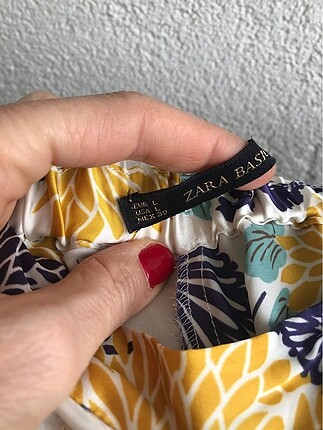 EUR L
USA L
MEX 30
ZARA BASIC